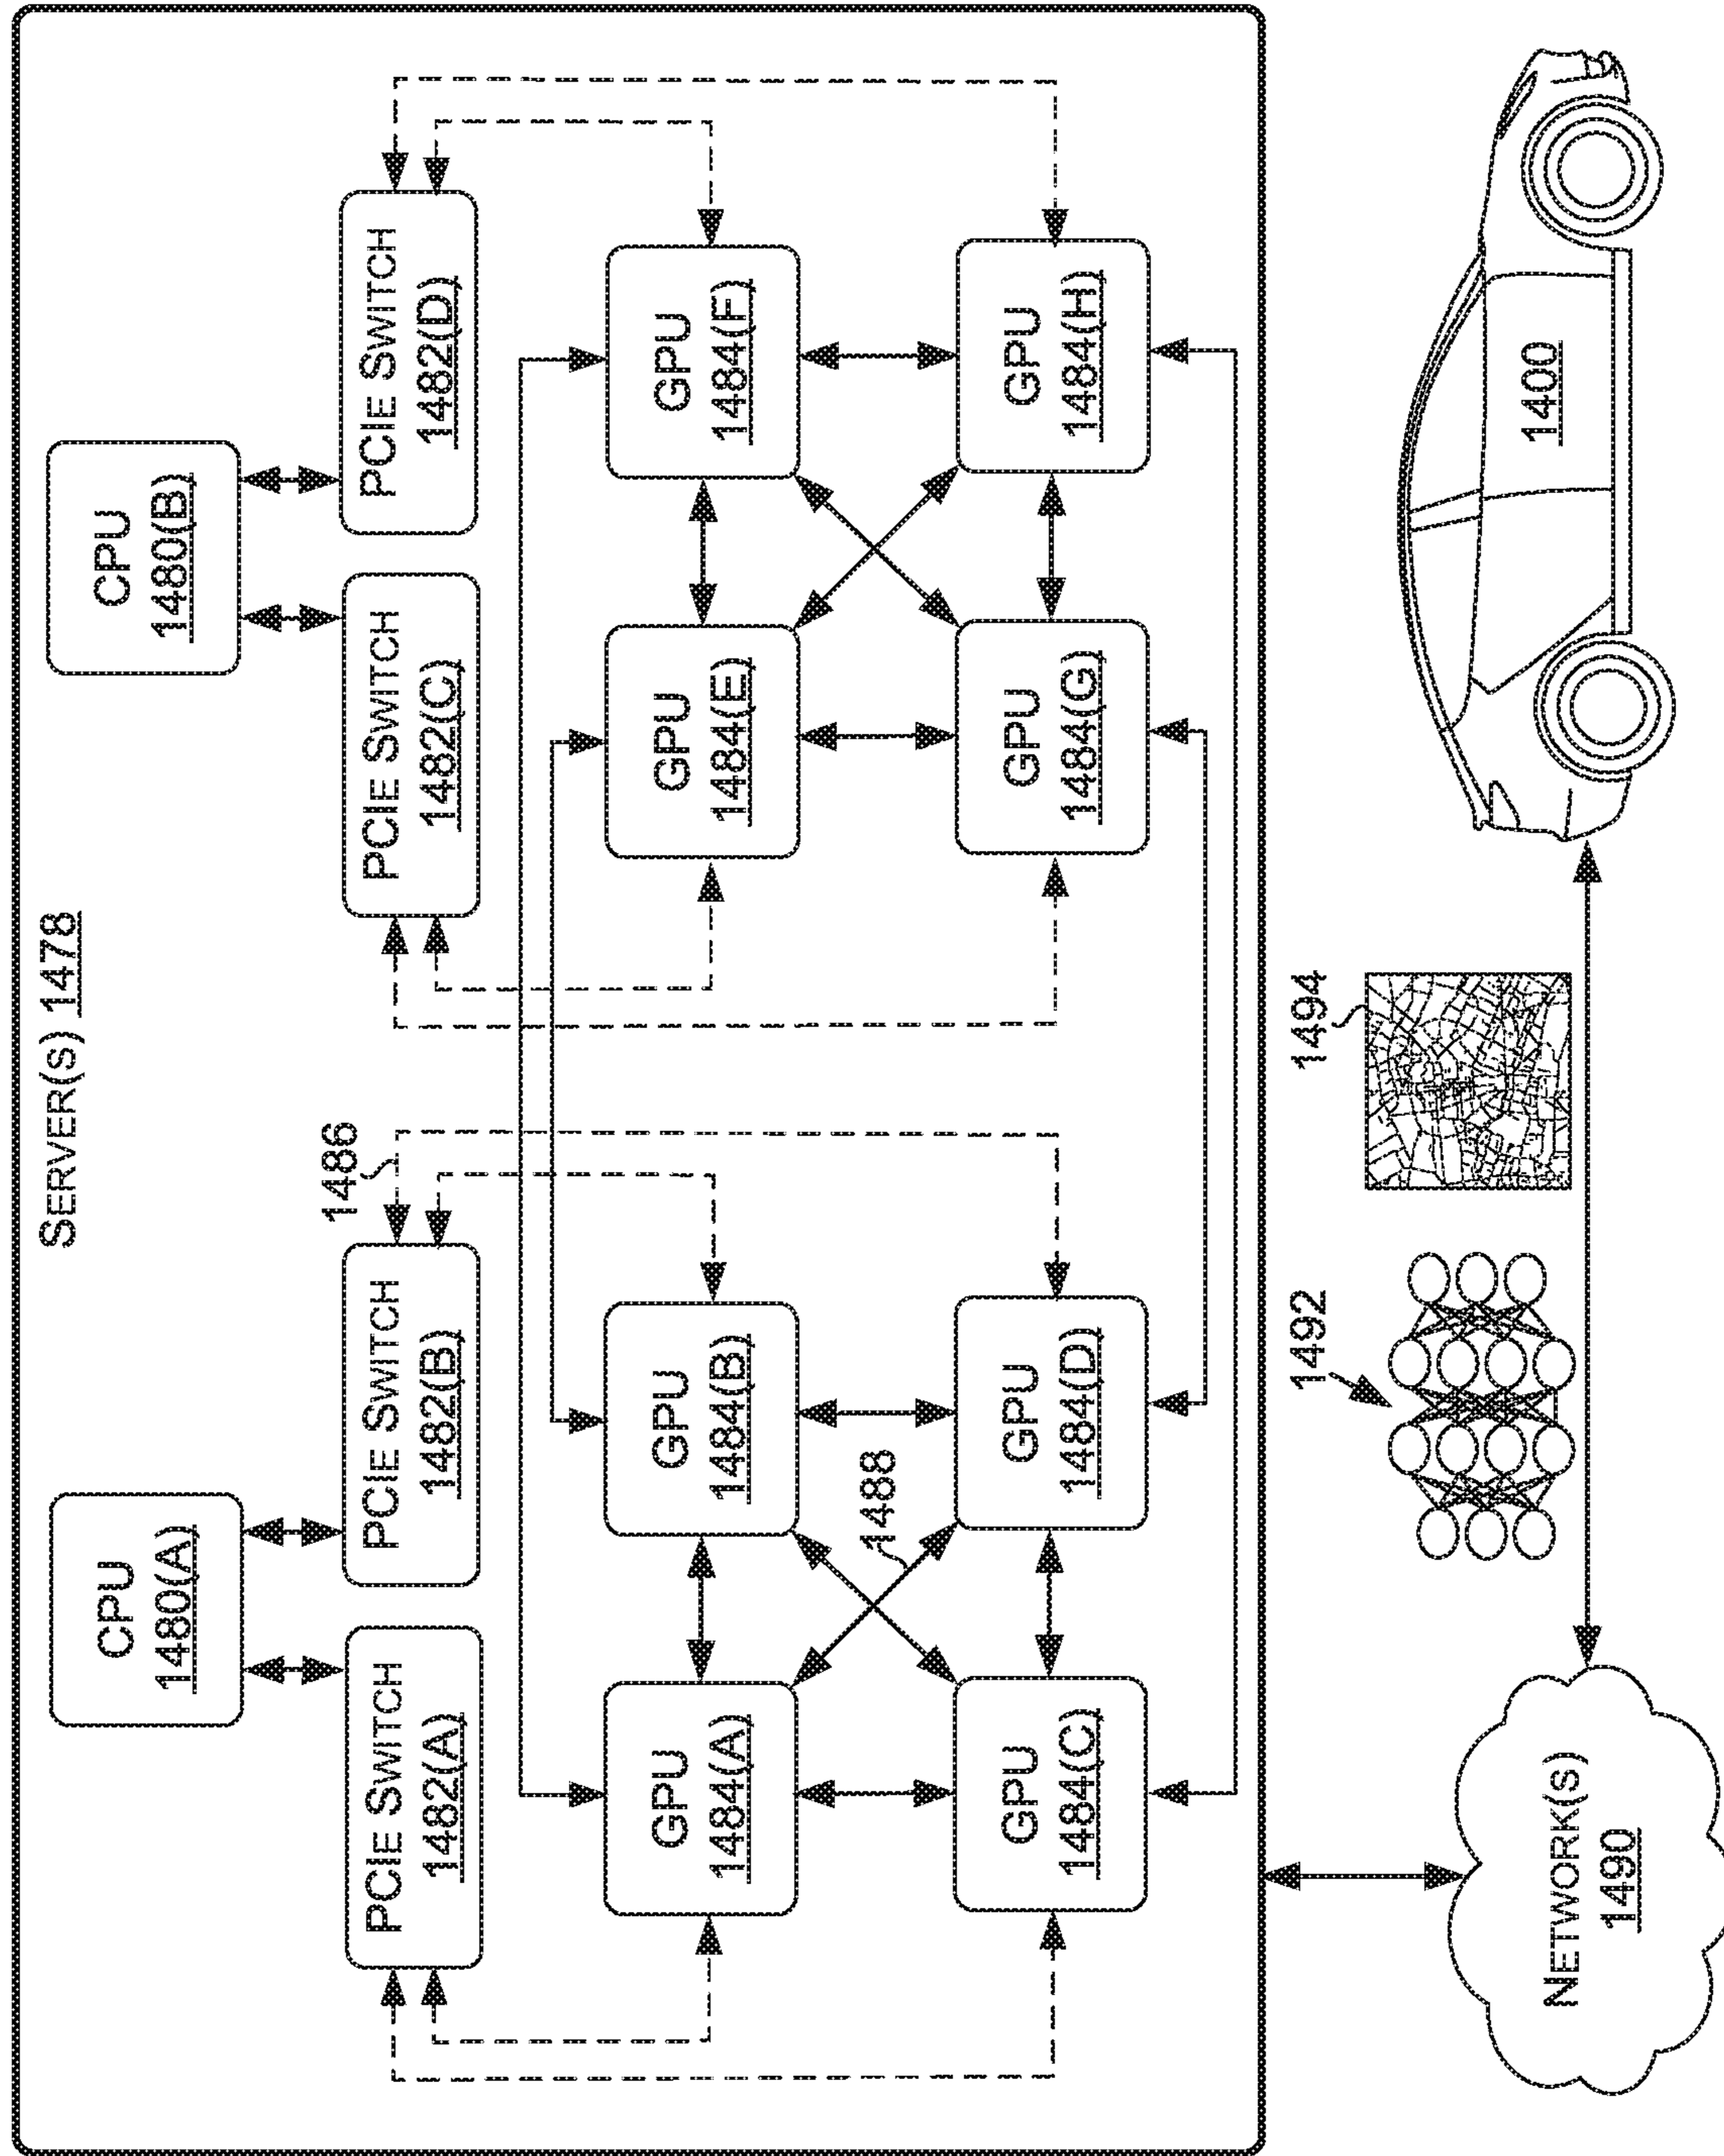 SERVER(S) 1478
CPU
1480(A)
CPU
1480(B)
PCIE SWITCH
1482(A)
PCIE SWITCH
1482(B)
1486
PCIE SWITCH
1482(C)
PCIE SWITCH
1482(D)
GPU
1484(A)
GPU
1484(B)
GPU
1484(E)
GPU
1484(F)
1488
GPU
1484(C)
GPU
1484(D)
GPU
1484(G)
GPU
1484(H)
NETWORK(S)
1490
1492
1494
1400